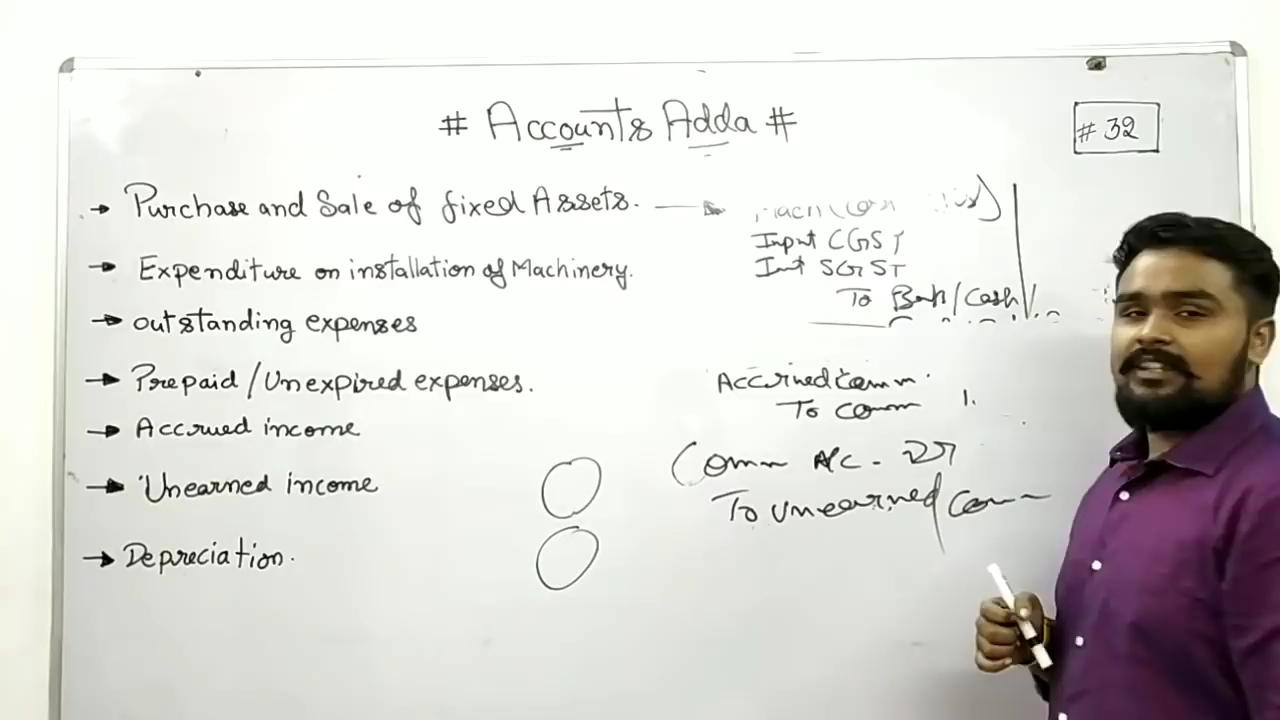 # Accounts Adda #
# 32
→ Purchase and Sale of fixed Assets. →
→ Expenditure on installation of Machinery.
→ outstanding expenses
→ Prepaid / Unexpired expenses.
→ Accrued income
→ Unearned income
→ Depreciation.
Input CGST
SGST
To Bank/Cash/
Accrued comm.
To comm
Comm A/c - Dr
To Unearned comm